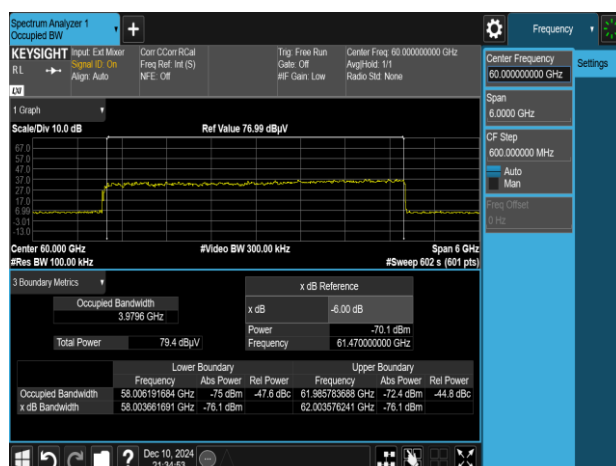 Spectrum Analyzer 1
Occupied BW
Frequency
KEYSIGHT
Input: Ext Mixer
Corr CCorr RCal
Trig: Free Run
Center Freq: 60.000000000 GHz
RL
Signal ID: On
Freq Ref: Int (S)
Gate: Off
Avg|Hold: 1/1
Align: Auto
NFE: Off
#IF Gain: Low
Radio Std: None
LXI
Center Frequency
60.000000000 GHz
Settings
Span
6.0000 GHz
CF Step
600.000000 MHz
Auto
Man
Freq Offset
0 Hz
1 Graph
Scale/Div 10.0 dB
Ref Value 76.99 dBµV
67.0
57.0
47.0
37.0
27.0
17.0
6.99
-3.01
-13.0
Center 60.000 GHz
#Video BW 300.00 kHz
Span 6 GHz
#Res BW 100.00 kHz
#Sweep 602 s (601 pts)
3 Boundary Metrics
Occupied Bandwidth
3.9796 GHz
Total Power 79.4 dBµV
x dB Reference
x dB -6.00 dB
Power -70.1 dBm
Frequency 61.470000000 GHz
Lower Boundary Upper Boundary
Frequency Abs Power Rel Power Frequency Abs Power Rel Power
Occupied Bandwidth 58.006191684 GHz -75 dBm -47.6 dBc 61.985783688 GHz -72.4 dBm -44.8 dBc
x dB Bandwidth 58.003661691 GHz -76.1 dBm 62.003576241 GHz -76.1 dBm
?
Dec 10, 2024
21:34:53